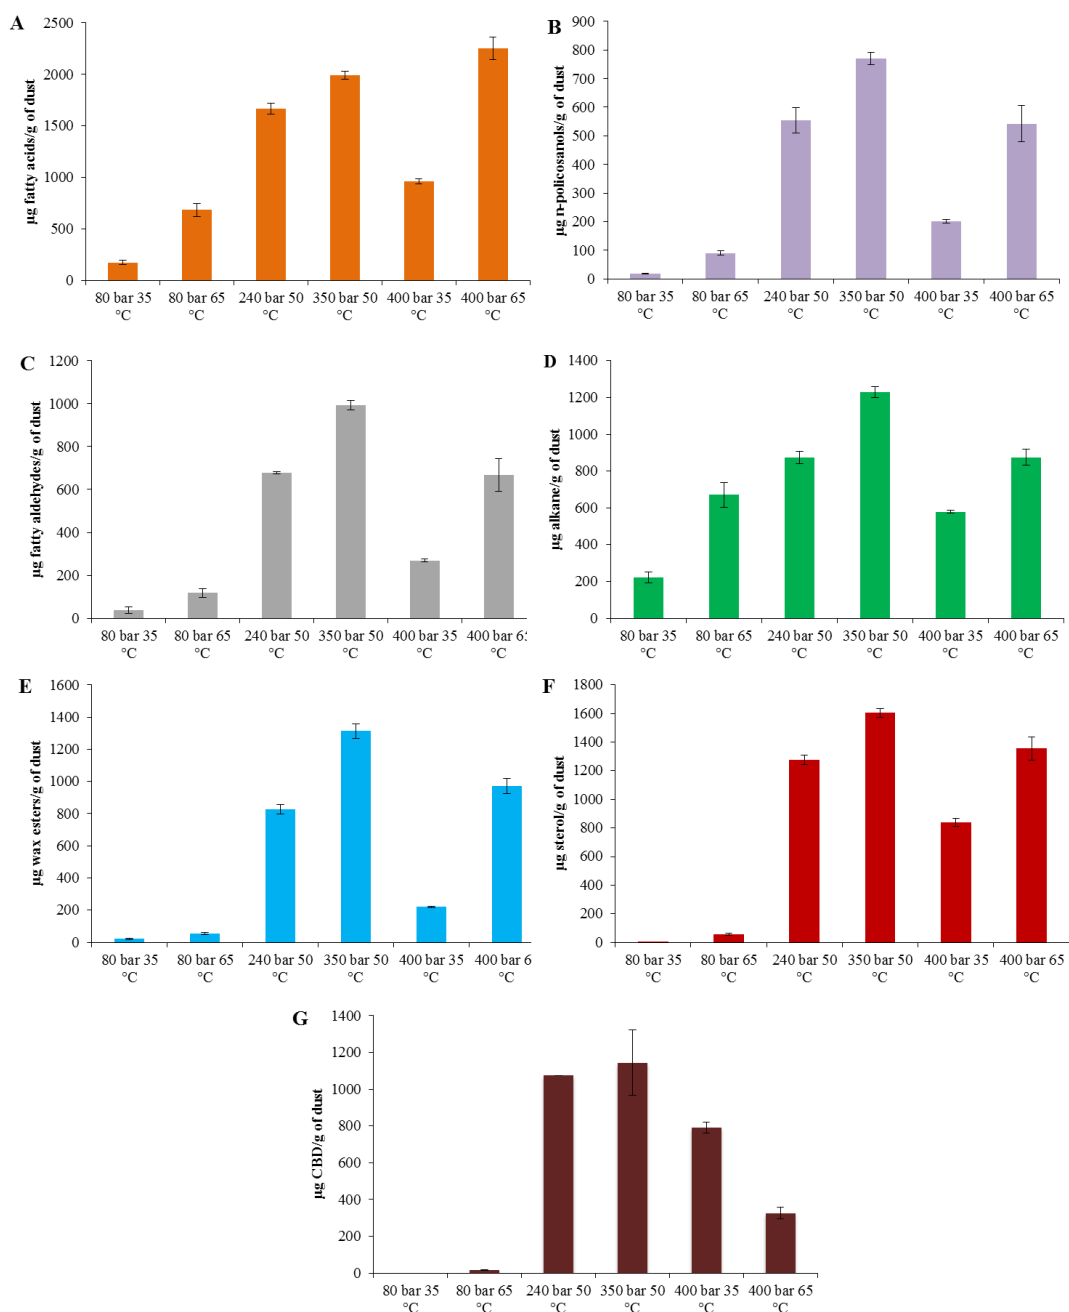 A
µg fatty acids/g of dust
2500
2000
1500
1000
500
0
80 bar 35 °C
80 bar 65 °C
240 bar 50 °C
350 bar 50 °C
400 bar 35 °C
400 bar 65 °C
B
µg n-policosanols/g of dust
900
800
700
600
500
400
300
200
100
0
80 bar 35 °C
80 bar 65 °C
240 bar 50 °C
350 bar 50 °C
400 bar 35 °C
400 bar 65 °C
C
µg fatty aldehydes/g of dust
1200
1000
800
600
400
200
0
80 bar 35 °C
80 bar 65 °C
240 bar 50 °C
350 bar 50 °C
400 bar 35 °C
400 bar 65 °C
D
µg alkane/g of dust
1400
1200
1000
800
600
400
200
0
80 bar 35 °C
80 bar 65 °C
240 bar 50 °C
350 bar 50 °C
400 bar 35 °C
400 bar 65 °C
E
µg wax esters/g of dust
1600
1400
1200
1000
800
600
400
200
0
80 bar 35 °C
80 bar 65 °C
240 bar 50 °C
350 bar 50 °C
400 bar 35 °C
400 bar 6 °C
F
µg sterol/g of dust
1800
1600
1400
1200
1000
800
600
400
200
0
80 bar 35 °C
80 bar 65 °C
240 bar 50 °C
350 bar 50 °C
400 bar 35 °C
400 bar 65 °C
G
µg CBD/g of dust
1400
1200
1000
800
600
400
200
0
80 bar 35 °C
80 bar 65 °C
240 bar 50 °C
350 bar 50 °C
400 bar 35 °C
400 bar 65 °C